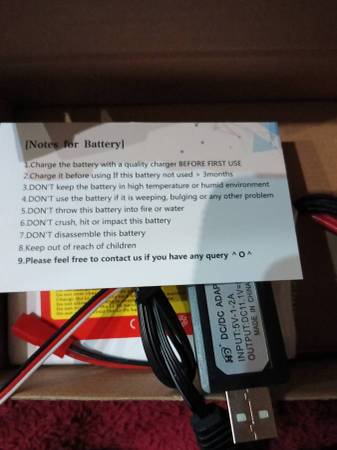 [Notes for Battery]
1.Charge the battery with a quality charger BEFORE FIRST USE
2.Charge it before using If this battery not used > 3months
3.DON'T keep the battery in high temperature or humid environment
4.DON'T use the battery if it is weeping, bulging or any other problem
5.DON'T throw this battery into fire or water
6.DON'T crush, hit or impact this battery
7.DON'T disassemble this battery
8.Keep out of reach of children
9.Please feel free to contact us if you have any query ^ O ^
DC/DC ADAP
INPUT:5V-1-2A
OUTPUT:DC11.1V=
MADE IN CHINA